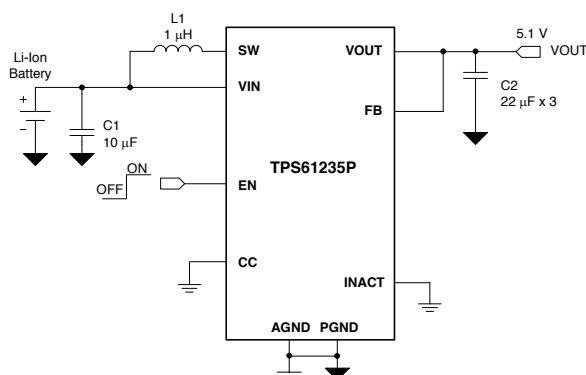 L1
1 µH
5.1 V
Li-Ion
Battery
SW
VOUT
VOUT
VIN
+
−
C1
10 µF
C2
22 µF x 3
FB
TPS61235P
ON
OFF
EN
CC
INACT
AGND PGND